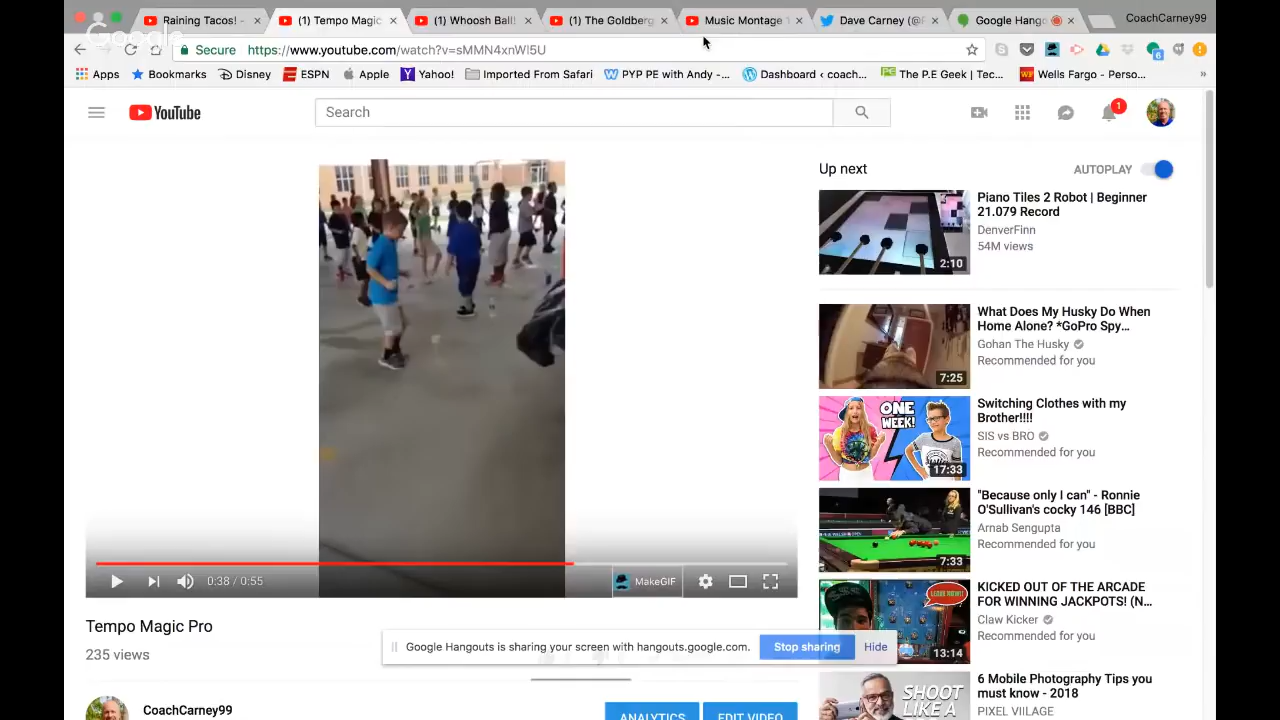 Raining Tacos! -
(1) Tempo Magic
(1) Whoosh Ball!
(1) The Goldberg
Music Montage 1
Dave Carney (@F
Google Hang
CoachCarney99
Google
Secure https://www.youtube.com/watch?v=sMMN4xnWI5U
6
Apps Bookmarks Disney ESPN Apple Yahoo! Imported From Safari PYP PE with Andy -... Dashboard ‹ coach... The P.E Geek | Tec... Wells Fargo - Perso... »
YouTube
Search
1
Up next
AUTOPLAY
Piano Tiles 2 Robot | Beginner
21.079 Record
DenverFinn
54M views
2:10
What Does My Husky Do When
Home Alone? *GoPro Spy...
Gohan The Husky
Recommended for you
7:25
Switching Clothes with my
Brother!!!!
SIS vs BRO
Recommended for you
ONE
WEEK!
17:33
"Because only I can" - Ronnie
O'Sullivan's cocky 146 [BBC]
Arnab Sengupta
Recommended for you
7:33
KICKED OUT OF THE ARCADE
FOR WINNING JACKPOTS! (N...
Claw Kicker
Recommended for you
13:14
6 Mobile Photography Tips you
must know - 2018
PIXEL VIILAGE
SHOOT
LIKE A
0:38 / 0:55
MakeGIF
Tempo Magic Pro
235 views
Google Hangouts is sharing your screen with hangouts.google.com.
Stop sharing
Hide
CoachCarney99
ANALYTICS
EDIT VIDEO